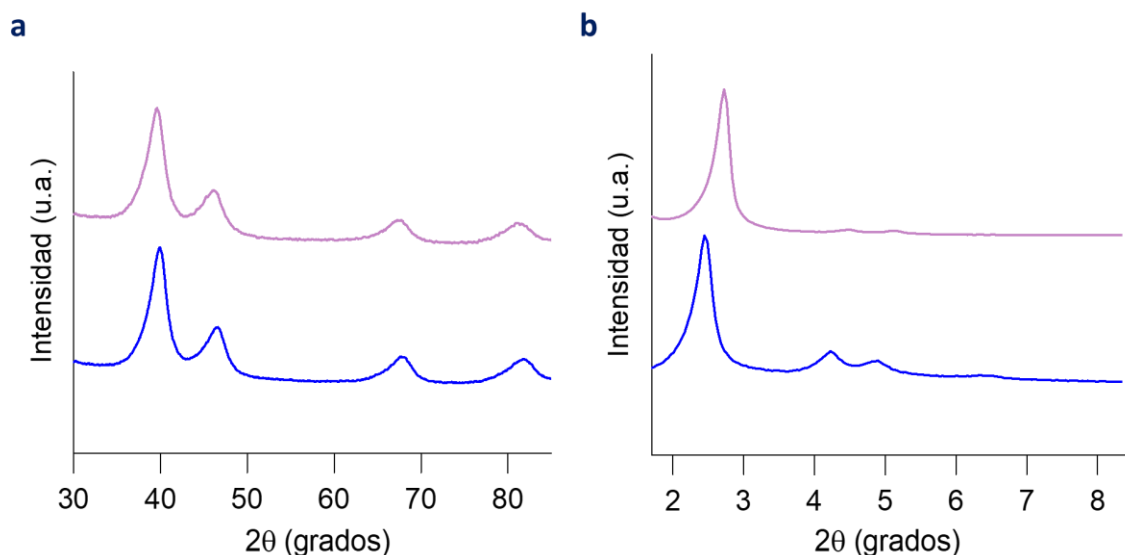 a
b
Intensidad (u.a.)
30 40 50 60 70 80
2θ (grados)
Intensidad (u.a.)
2 3 4 5 6 7 8
2θ (grados)